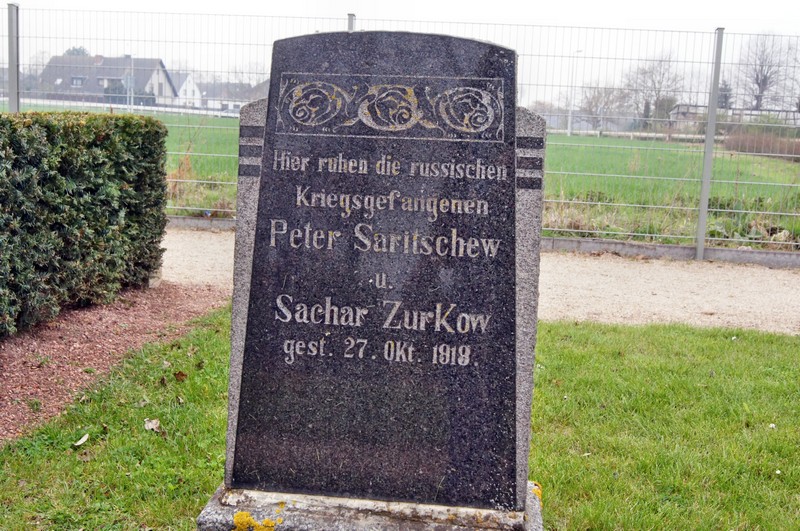 Hier ruhen die russischen
Kriegsgefangenen
Peter Saritschew
u.
Sachar ZurKow
gest. 27. Okt. 1918.